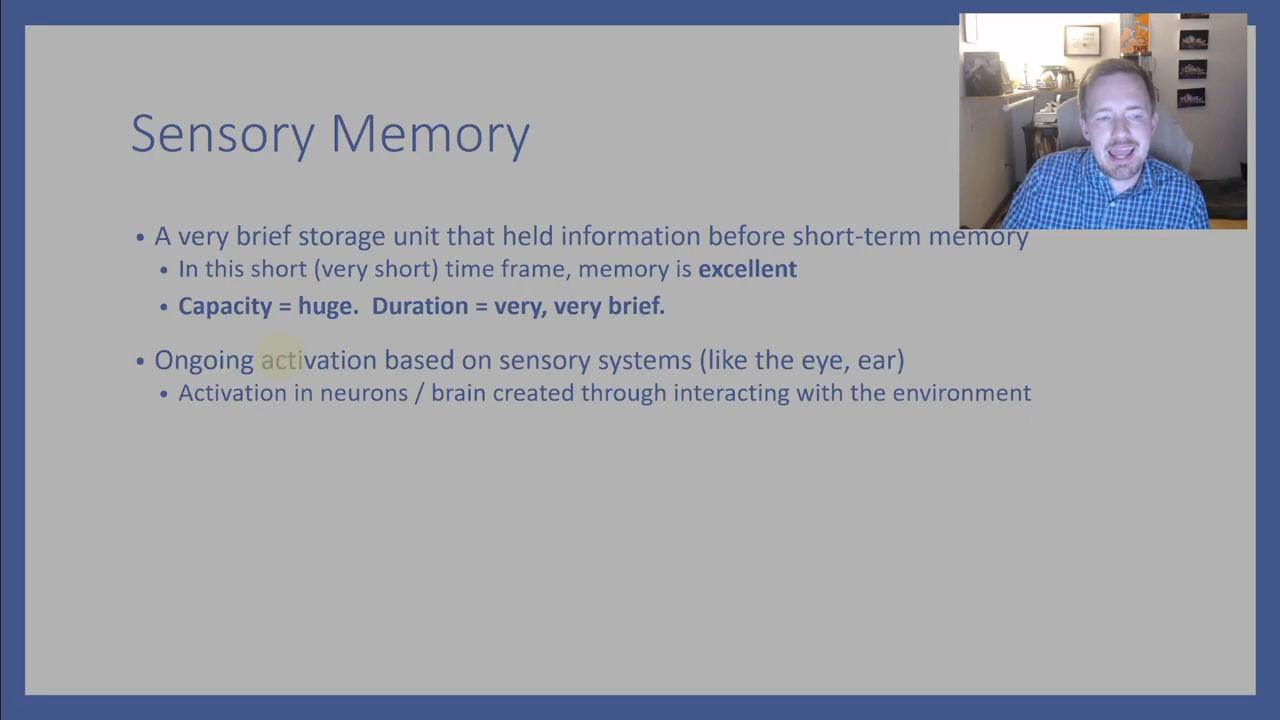 Sensory Memory
TAPE
• A very brief storage unit that held information before short-term memory
• In this short (very short) time frame, memory is excellent
• Capacity = huge.  Duration = very, very brief.
• Ongoing activation based on sensory systems (like the eye, ear)
• Activation in neurons / brain created through interacting with the environment